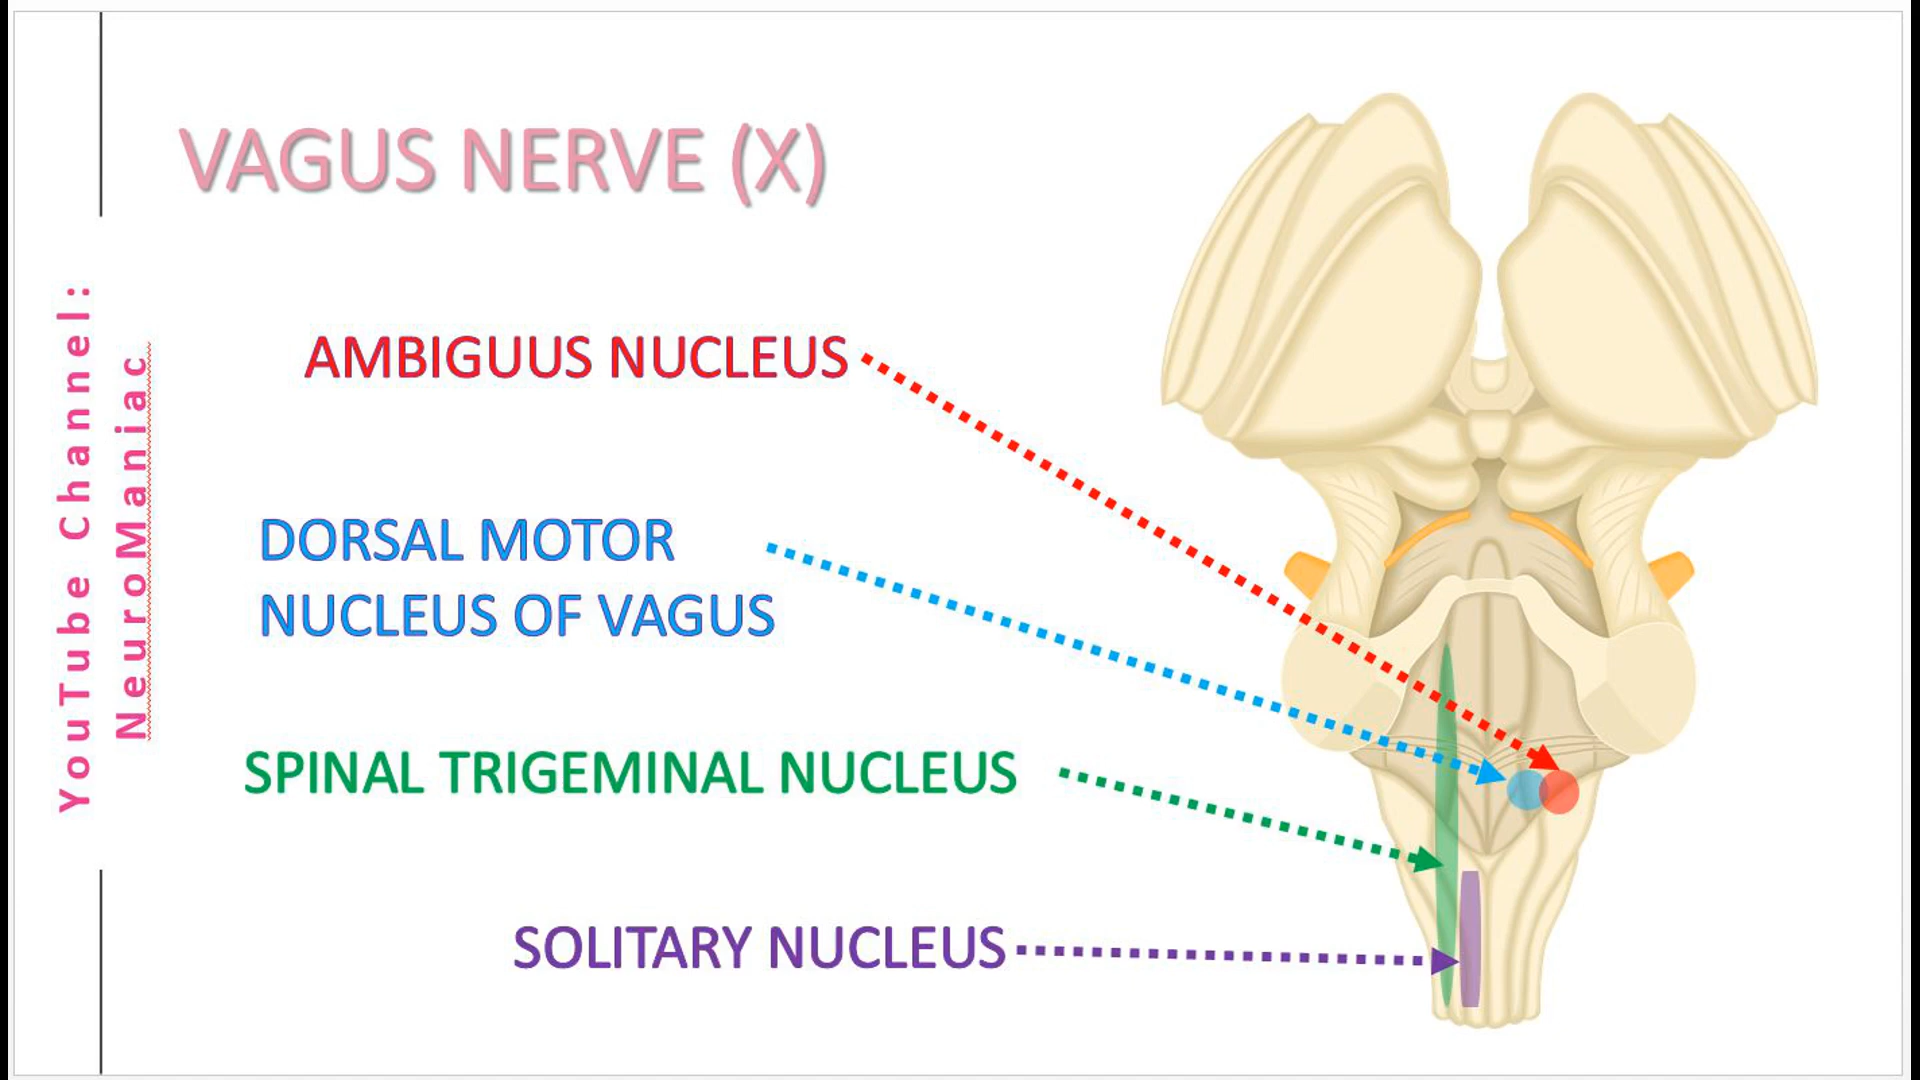 VAGUS NERVE (X)
AMBIGUUS NUCLEUS
DORSAL MOTOR
NUCLEUS OF VAGUS
SPINAL TRIGEMINAL NUCLEUS
SOLITARY NUCLEUS
YouTube Channel:
NeuroManiac